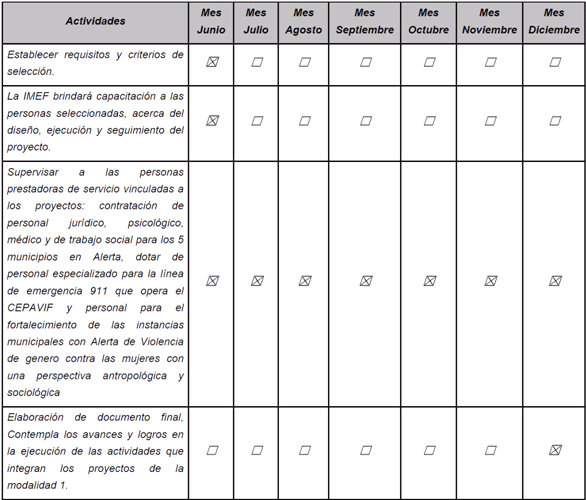 Actividades
Mes Junio
Mes Julio
Mes Agosto
Mes Septiembre
Mes Octubre
Mes Noviembre
Mes Diciembre
Establecer requisitos y criterios de
selección.
☒ ☐ ☐ ☐ ☐ ☐ ☐
La IMEF brindará capacitación a las
personas seleccionadas, acerca del
diseño, ejecución y seguimiento del
proyecto.
☒ ☐ ☐ ☐ ☐ ☐ ☐
Supervisar a las personas
prestadoras de servicio vinculadas a
los proyectos: contratación de
personal jurídico, psicológico,
médico y de trabajo social para los 5
municipios en Alerta, dotar de
personal especializado para la línea
de emergencia 911 que opera el
CEPAVIF y personal para el
fortalecimiento de las instancias
municipales con Alerta de Violencia
de genero contra las mujeres con
una perspectiva antropológica y
sociológica
☒ ☒ ☒ ☒ ☒ ☒ ☒
Elaboración de documento final,
Contempla los avances y logros en
la ejecución de las actividades que
integran los proyectos de la
modalidad 1.
☐ ☐ ☐ ☐ ☐ ☐ ☒